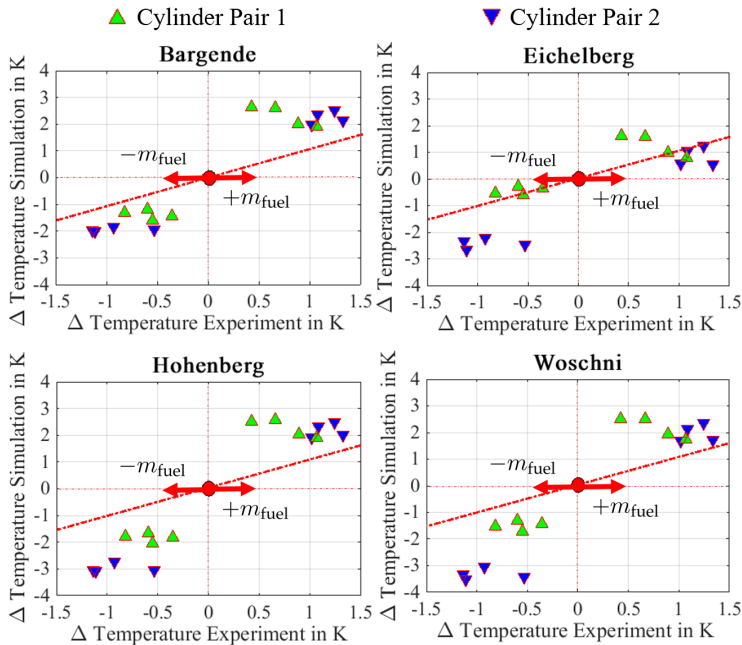 Cylinder Pair 1 Cylinder Pair 2
Bargende
Δ Temperature Simulation in K
4
3
2
1
0
-1
-2
-3
-4
−m_fuel
+m_fuel
-1.5 -1 -0.5 0 0.5 1 1.5
Δ Temperature Experiment in K
Eichelberg
Δ Temperature Simulation in K
4
3
2
1
0
-1
-2
-3
-4
−m_fuel
+m_fuel
-1.5 -1 -0.5 0 0.5 1 1.5
Δ Temperature Experiment in K
Hohenberg
Δ Temperature Simulation in K
4
3
2
1
0
-1
-2
-3
-4
−m_fuel
+m_fuel
-1.5 -1 -0.5 0 0.5 1 1.5
Δ Temperature Experiment in K
Woschni
Δ Temperature Simulation in K
4
3
2
1
0
-1
-2
-3
-4
−m_fuel
+m_fuel
-1.5 -1 -0.5 0 0.5 1 1.5
Δ Temperature Experiment in K